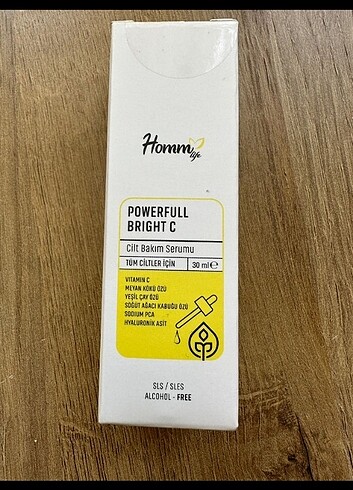 Homm
life
POWERFULL
BRIGHT C
Cilt Bakım Serumu
TÜM CİLTLER İÇİN 30 ml ℮
VITAMIN C
MEYAN KÖKÜ ÖZÜ
YEŞİL ÇAY ÖZÜ
SÖĞÜT AĞACI KABUĞU ÖZÜ
SODIUM PCA
HYALURONİK ASİT
SLS / SLES
ALCOHOL - FREE